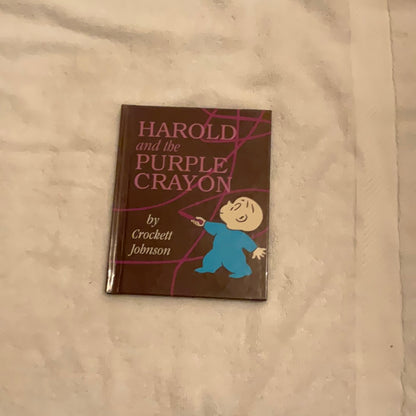 HAROLD
and the
PURPLE
CRAYON
by
Crockett
Johnson